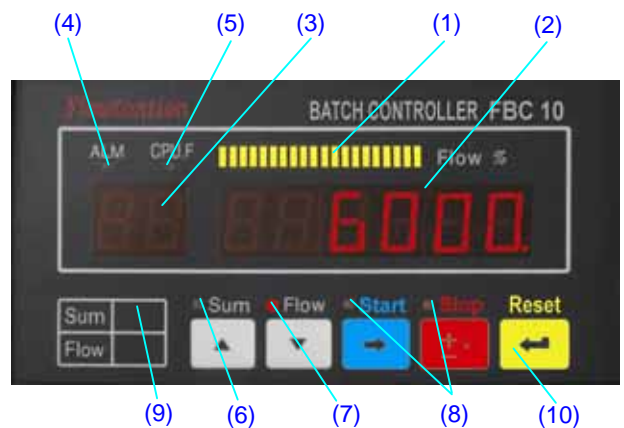 (4) (5) (3) (1) (2)
BATCH CONTROLLER FBC 10
ALM CPU.F Flow %
6000.
Sum Flow Start Stop Reset
Sum
Flow
± .
(9) (6) (7) (8) (10)